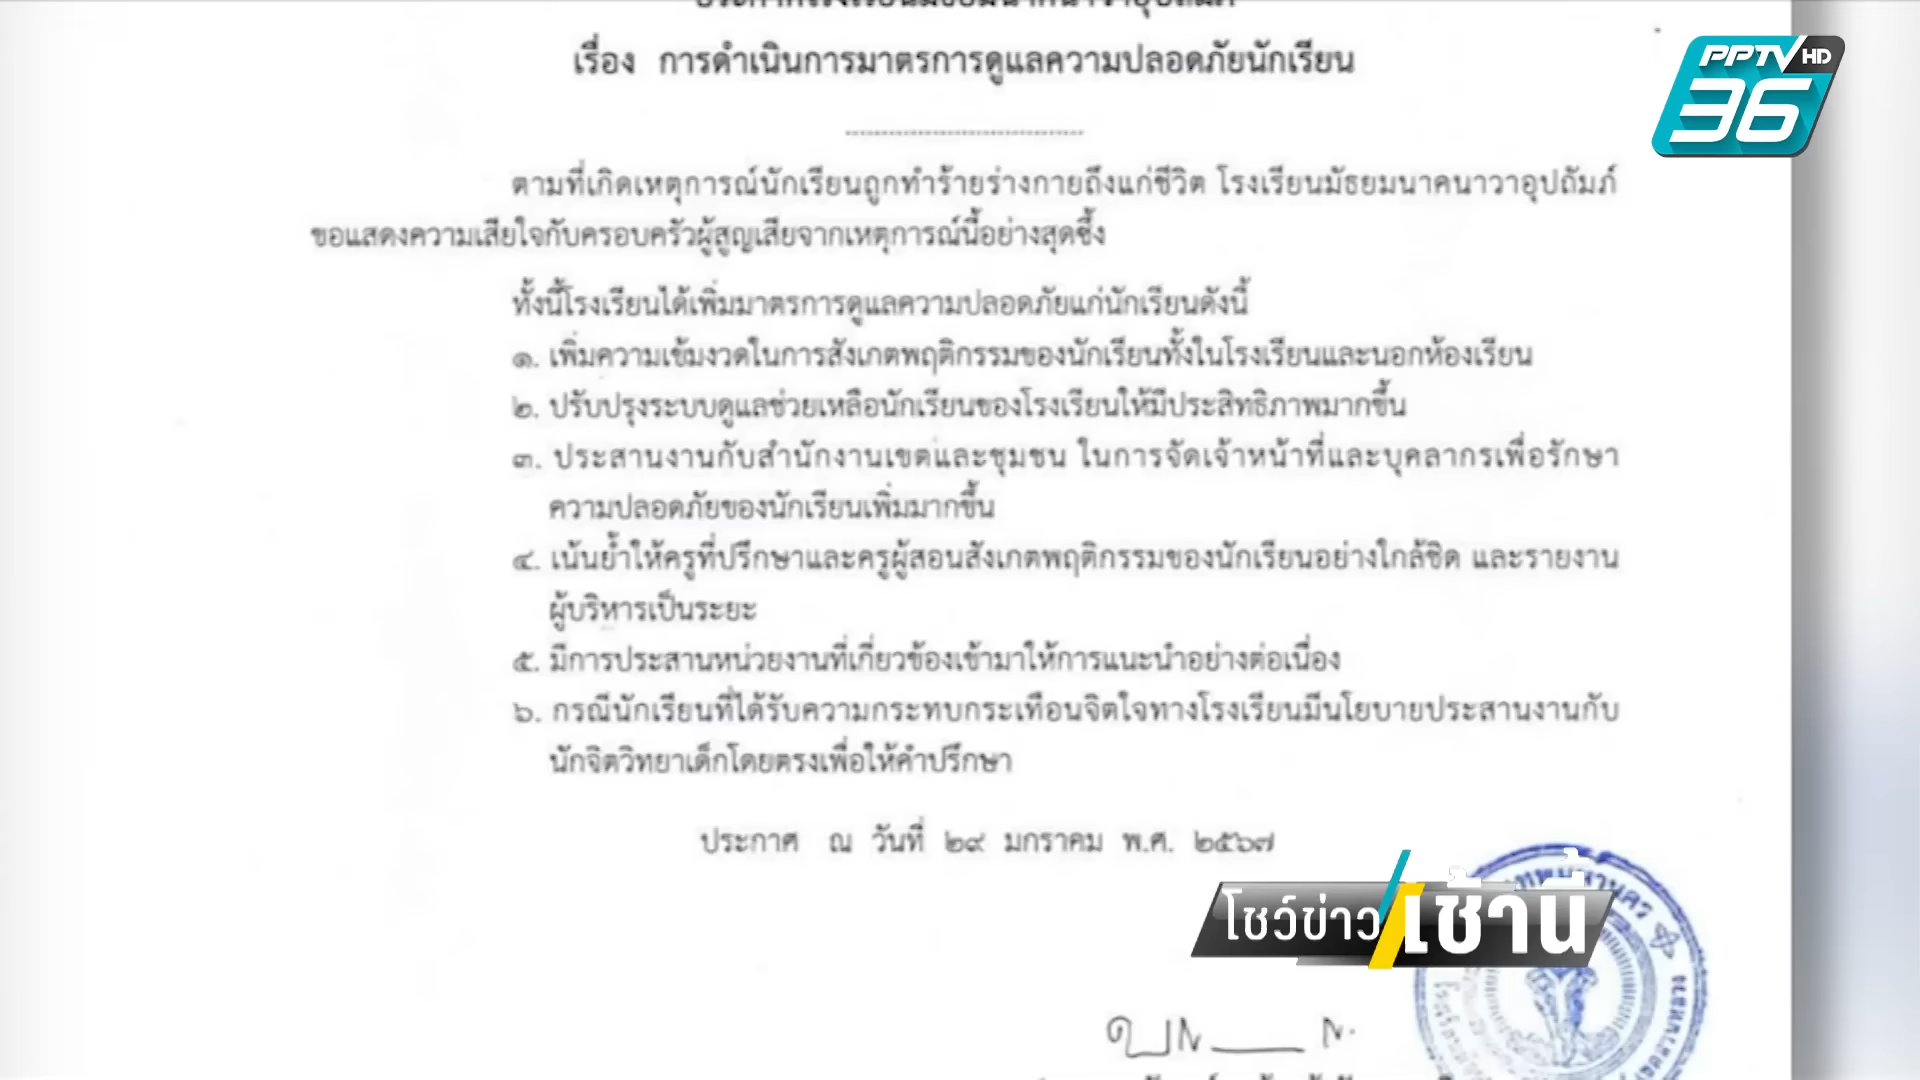 ประกาศโรงเรียนมัธยมนาคนาวาอุปถัมภ์
เรื่อง การดำเนินการมาตรการดูแลความปลอดภัยนักเรียน
PPTV HD
36
ตามที่เกิดเหตุการณ์นักเรียนถูกทำร้ายร่างกายถึงแก่ชีวิต โรงเรียนมัธยมนาคนาวาอุปถัมภ์
ขอแสดงความเสียใจกับครอบครัวผู้สูญเสียจากเหตุการณ์นี้อย่างสุดซึ้ง
ทั้งนี้โรงเรียนได้เพิ่มมาตรการดูแลความปลอดภัยแก่นักเรียนดังนี้
๑. เพิ่มความเข้มงวดในการสังเกตพฤติกรรมของนักเรียนทั้งในโรงเรียนและนอกห้องเรียน
๒. ปรับปรุงระบบดูแลช่วยเหลือนักเรียนของโรงเรียนให้มีประสิทธิภาพมากขึ้น
๓. ประสานงานกับสำนักงานเขตและชุมชน ในการจัดเจ้าหน้าที่และบุคลากรเพื่อรักษา
ความปลอดภัยของนักเรียนเพิ่มมากขึ้น
๔. เน้นย้ำให้ครูที่ปรึกษาและครูผู้สอนสังเกตพฤติกรรมของนักเรียนอย่างใกล้ชิด และรายงาน
ผู้บริหารเป็นระยะ
๕. มีการประสานหน่วยงานที่เกี่ยวข้องเข้ามาให้การแนะนำอย่างต่อเนื่อง
๖. กรณีนักเรียนที่ได้รับความกระทบกระเทือนจิตใจทางโรงเรียนมีนโยบายประสานงานกับ
นักจิตวิทยาเด็กโดยตรงเพื่อให้คำปรึกษา
ประกาศ ณ วันที่ ๒๙ มกราคม พ.ศ. ๒๕๖๗
โชว์ข่าว เช้านี้